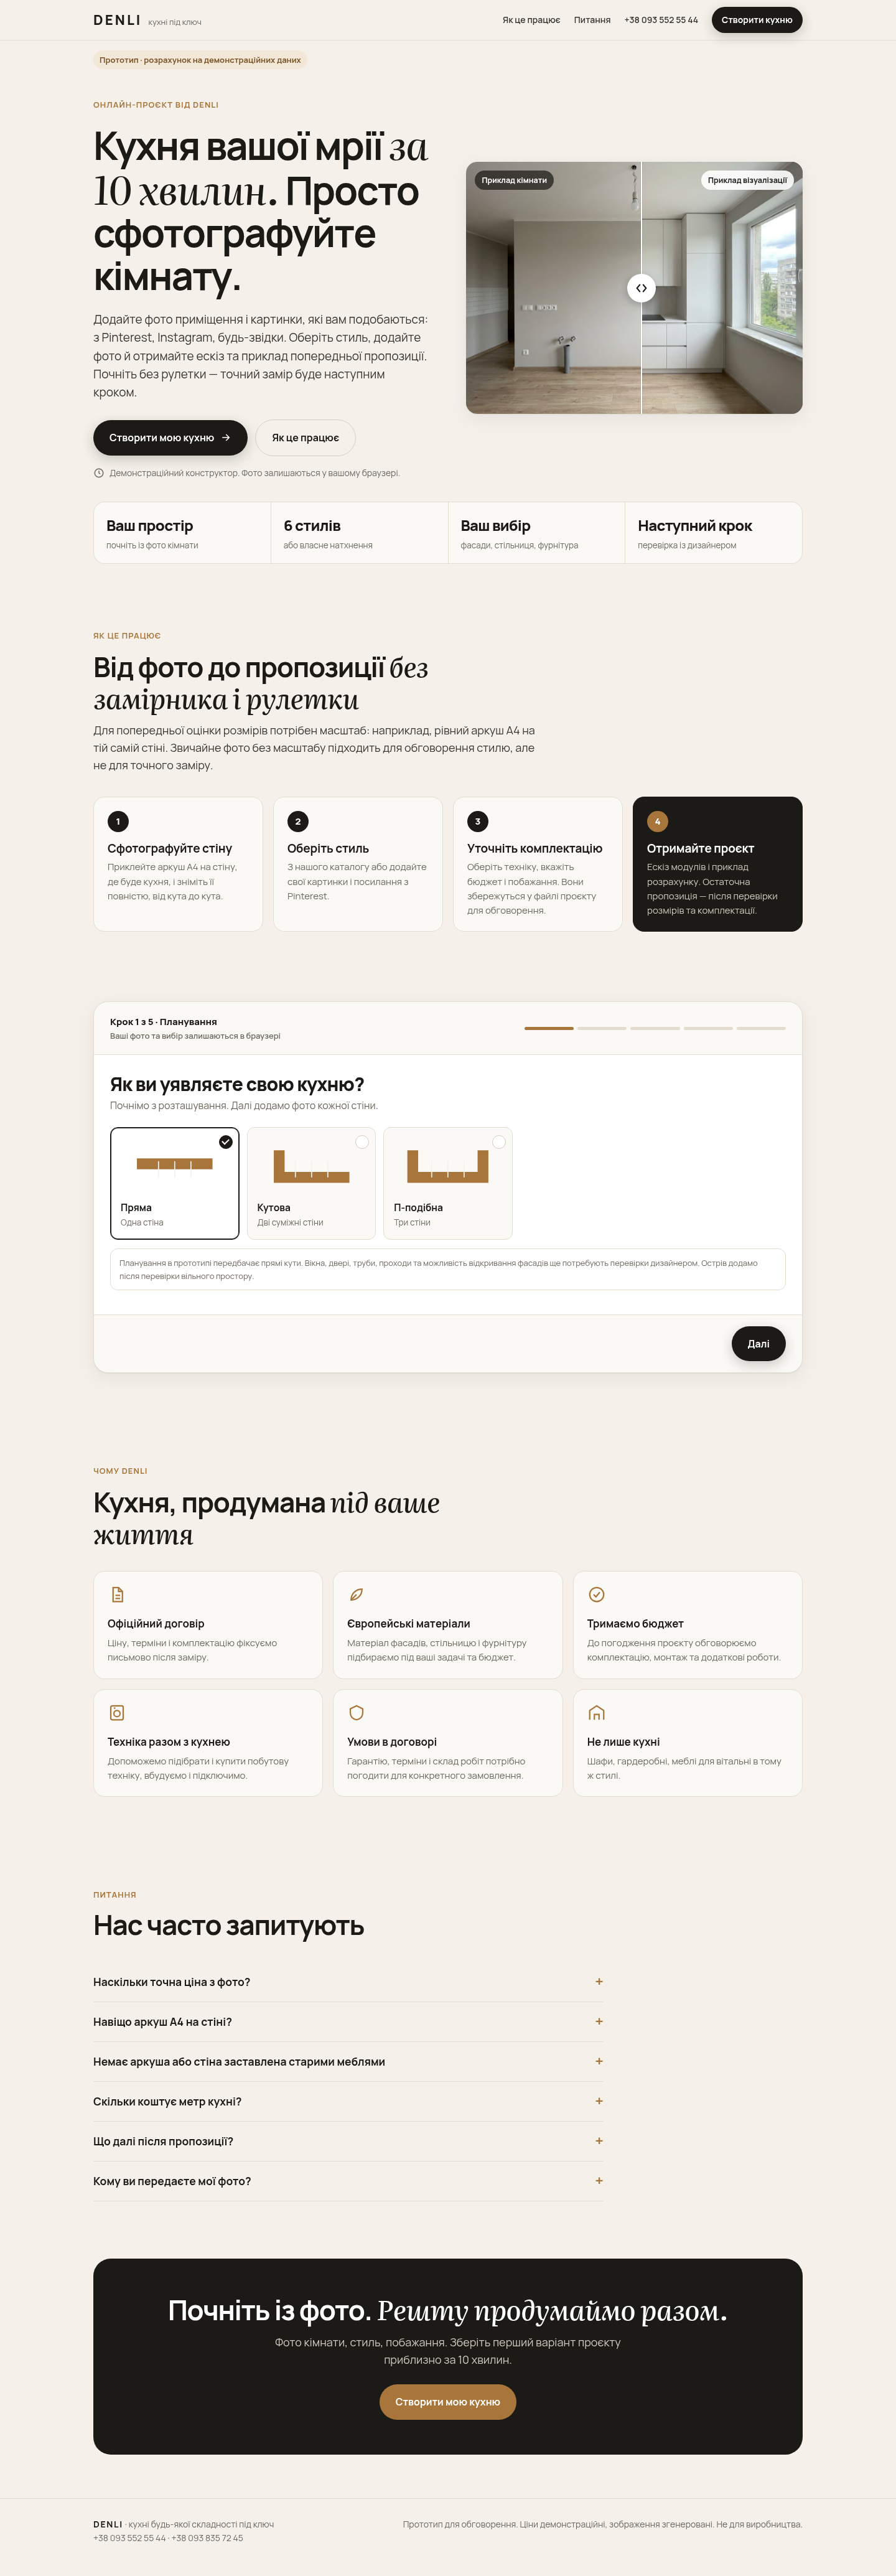 DENLI кухні під ключ
Як це працює
Питання
+38 093 552 55 44
Створити кухню
Прототип · розрахунок на демонстраційних даних
ОНЛАЙН-ПРОЄКТ ВІД DENLI
Кухня вашої мрії за
10 хвилин. Просто
сфотографуйте
кімнату.
Додайте фото приміщення і картинки, які вам подобаються:
з Pinterest, Instagram, будь-звідки. Оберіть стиль, додайте
фото й отримайте ескіз та приклад попередньої пропозиції.
Почніть без рулетки — точний замір буде наступним
кроком.
Створити мою кухню →
Як це працює
Демонстраційний конструктор. Фото залишаються у вашому браузері.
Приклад кімнати
Приклад візуалізації
Ваш простір
почніть із фото кімнати
6 стилів
або власне натхнення
Ваш вибір
фасади, стільниця, фурнітура
Наступний крок
перевірка із дизайнером
ЯК ЦЕ ПРАЦЮЄ
Від фото до пропозиції без
замірника і рулетки
Для попередньої оцінки розмірів потрібен масштаб: наприклад, рівний аркуш А4 на
тій самій стіні. Звичайне фото без масштабу підходить для обговорення стилю, але
не для точного заміру.
1
Сфотографуйте стіну
Приклейте аркуш А4 на стіну,
де буде кухня, і зніміть її
повністю, від кута до кута.
2
Оберіть стиль
З нашого каталогу або додайте
свої картинки і посилання з
Pinterest.
3
Уточніть комплектацію
Оберіть техніку, вкажіть
бюджет і побажання. Вони
збережуться у файлі проєкту
для обговорення.
4
Отримайте проєкт
Ескіз модулів і приклад
розрахунку. Остаточна
пропозиція — після перевірки
розмірів та комплектації.
Крок 1 з 5 · Планування
Ваші фото та вибір залишаються в браузері
Як ви уявляєте свою кухню?
Почнімо з розташування. Далі додамо фото кожної стіни.
Пряма
Одна стіна
Кутова
Дві суміжні стіни
П-подібна
Три стіни
Планування в прототипі передбачає прямі кути. Вікна, двері, труби, проходи та можливість відкривання фасадів ще потребують перевірки дизайнером. Острів додамо
після перевірки вільного простору.
Далі
ЧОМУ DENLI
Кухня, продумана під ваше
життя
Офіційний договір
Ціну, терміни і комплектацію фіксуємо
письмово після заміру.
Європейські матеріали
Матеріал фасадів, стільницю і фурнітуру
підбираємо під ваші задачі та бюджет.
Тримаємо бюджет
До погодження проєкту обговорюємо
комплектацію, монтаж та додаткові роботи.
Техніка разом з кухнею
Допоможемо підібрати і купити побутову
техніку, вбудуємо і підключимо.
Умови в договорі
Гарантію, терміни і склад робіт потрібно
погодити для конкретного замовлення.
Не лише кухні
Шафи, гардеробні, меблі для вітальні в тому
ж стилі.
ПИТАННЯ
Нас часто запитують
Наскільки точна ціна з фото? +
Навіщо аркуш А4 на стіні? +
Немає аркуша або стіна заставлена старими меблями +
Скільки коштує метр кухні? +
Що далі після пропозиції? +
Кому ви передаєте мої фото? +
Почніть із фото. Решту продумаймо разом.
Фото кімнати, стиль, побажання. Зберіть перший варіант проєкту
приблизно за 10 хвилин.
Створити мою кухню
DENLI · кухні будь-якої складності під ключ
+38 093 552 55 44 · +38 093 835 72 45
Прототип для обговорення. Ціни демонстраційні, зображення згенеровані. Не для виробництва.